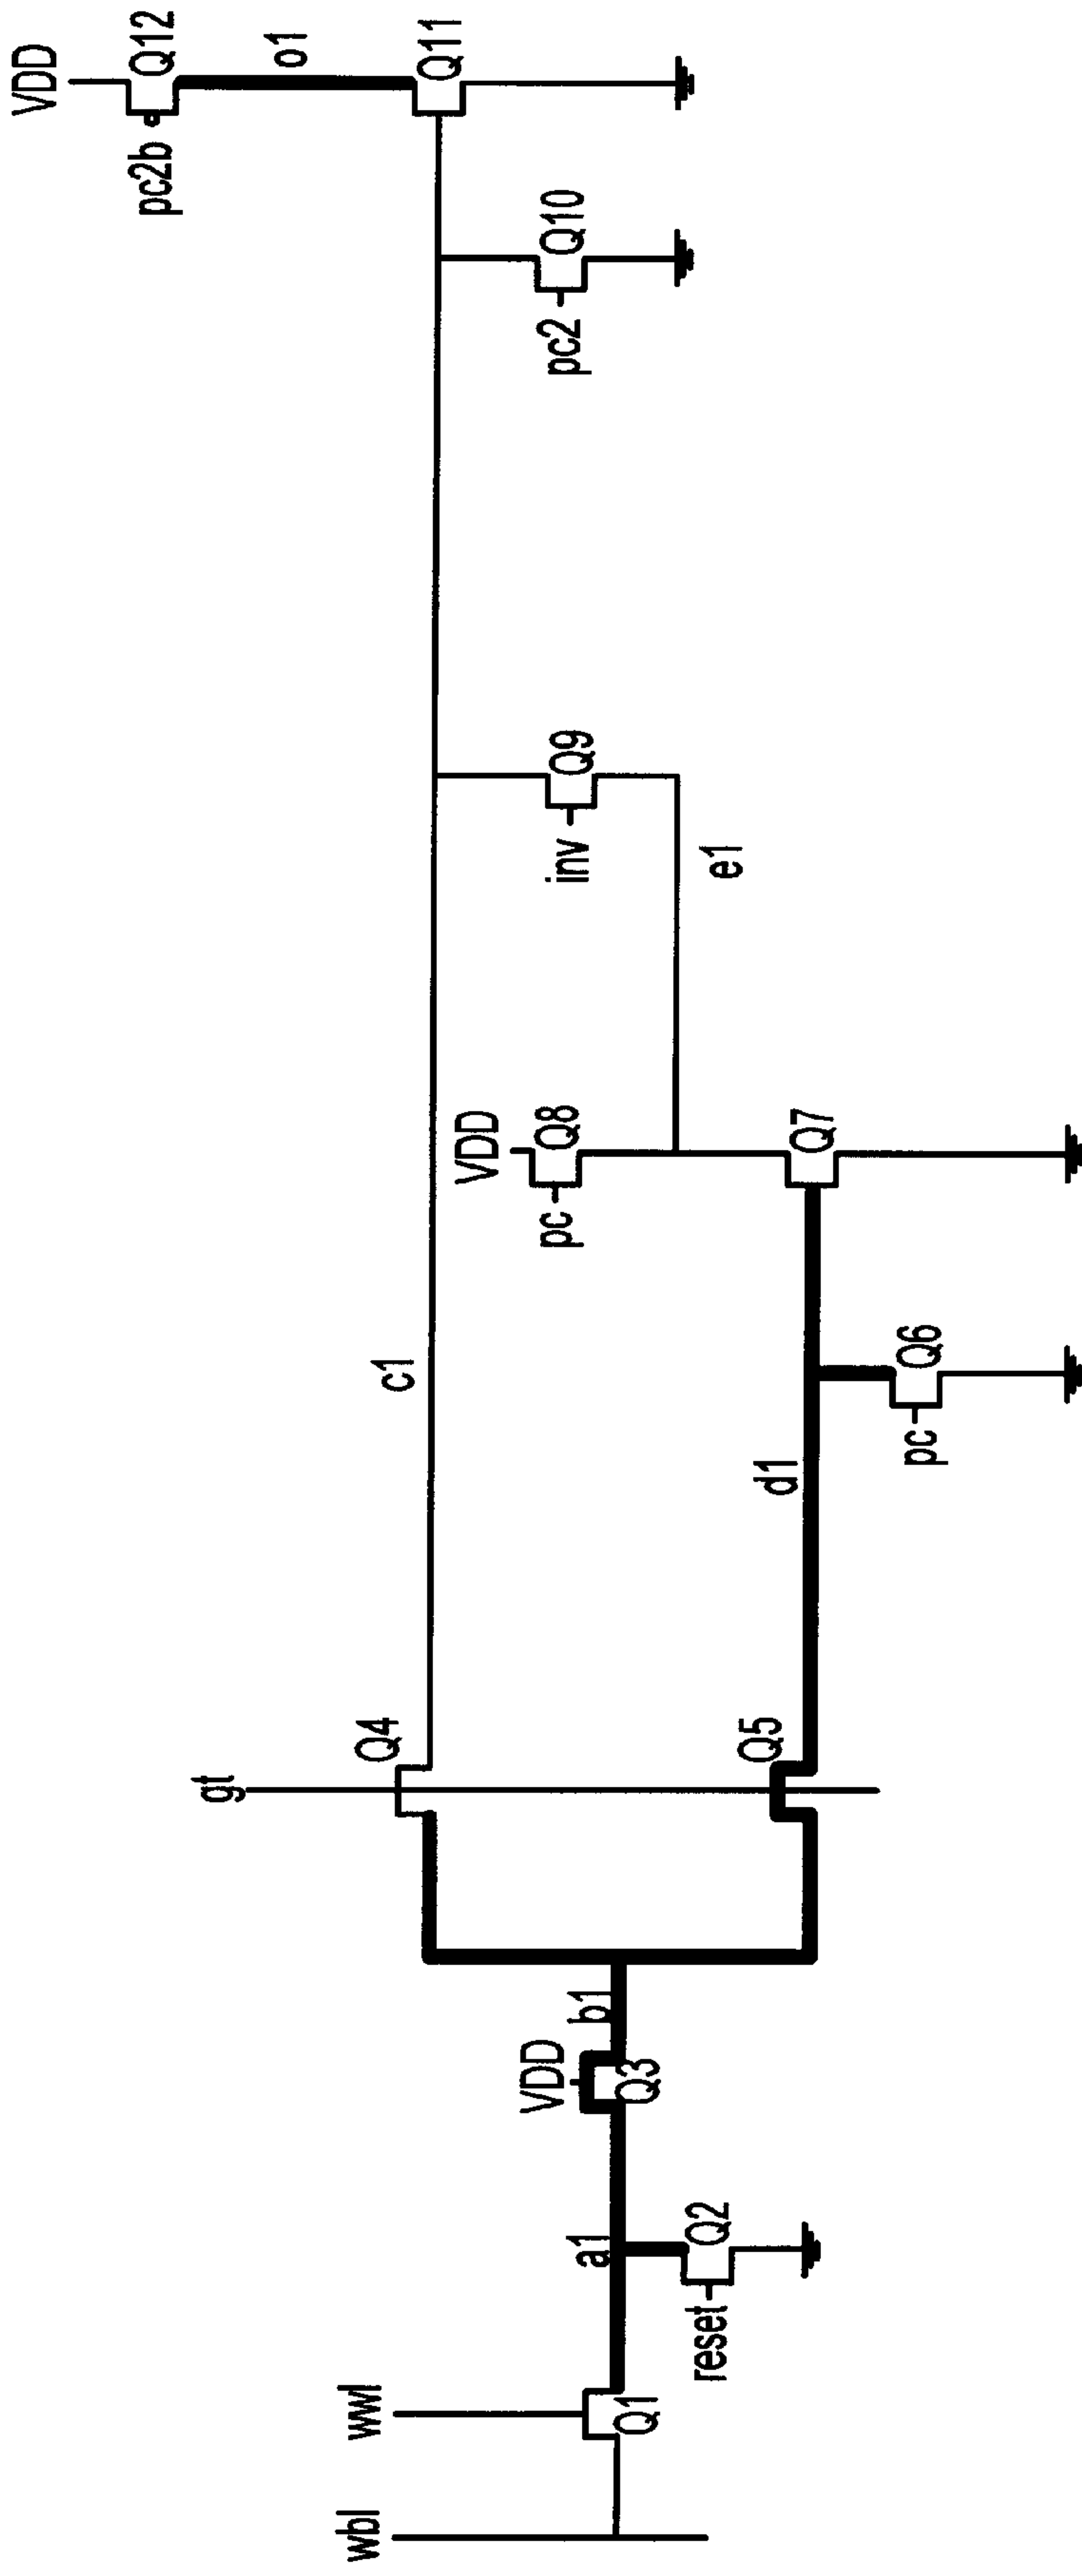 VDD
Q12
pc2b
o1
Q11
Q10
pc2
Q9
inv
e1
VDD
Q8
pc
Q7
c1
Q6
pc
d1
Q4
gt
Q5
b1
VDD
Q3
a1
Q2
reset
wwl
Q1
wbl